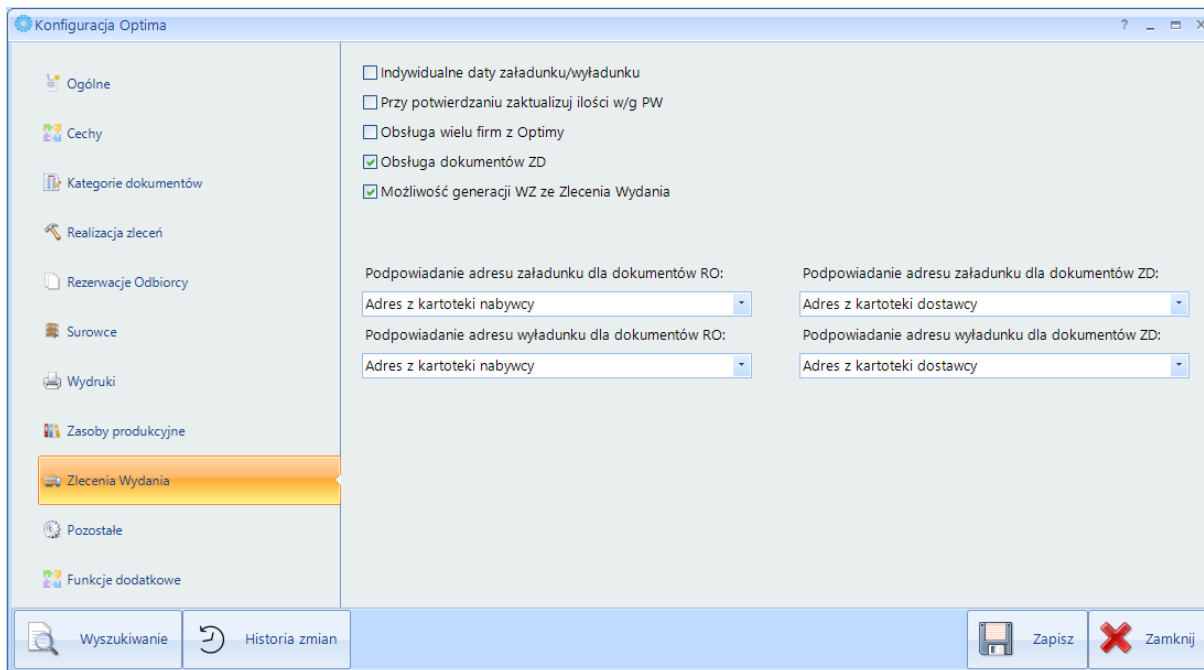 Konfiguracja Optima
Ogólne
Cechy
Kategorie dokumentów
Realizacja zleceń
Rezerwacje Odbiorcy
Surowce
Wydruki
Zasoby produkcyjne
Zlecenia Wydania
Pozostałe
Funkcje dodatkowe
Indywidualne daty załadunku/wyładunku
Przy potwierdzaniu zaktualizuj ilości w/g PW
Obsługa wielu firm z Optimy
Obsługa dokumentów ZD
Możliwość generacji WZ ze Zlecenia Wydania
Podpowiadanie adresu załadunku dla dokumentów RO:
Adres z kartoteki nabywcy
Podpowiadanie adresu wyładunku dla dokumentów RO:
Adres z kartoteki nabywcy
Podpowiadanie adresu załadunku dla dokumentów ZD:
Adres z kartoteki dostawcy
Podpowiadanie adresu wyładunku dla dokumentów ZD:
Adres z kartoteki dostawcy
Wyszukiwanie
Historia zmian
Zapisz
Zamknij